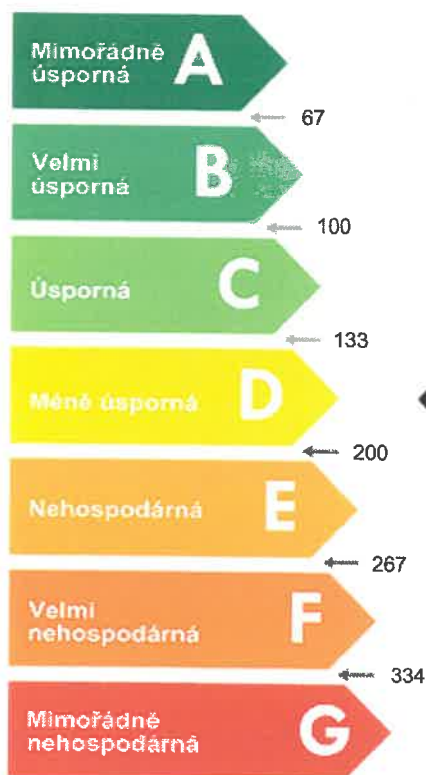 Mimořádně
úsporná
A
67
Velmi
úsporná
B
100
Úsporná
C
133
Méně úsporná
D
200
Nehospodárná
E
267
Velmi
nehospodárná
F
334
Mimořádně
nehospodárná
G